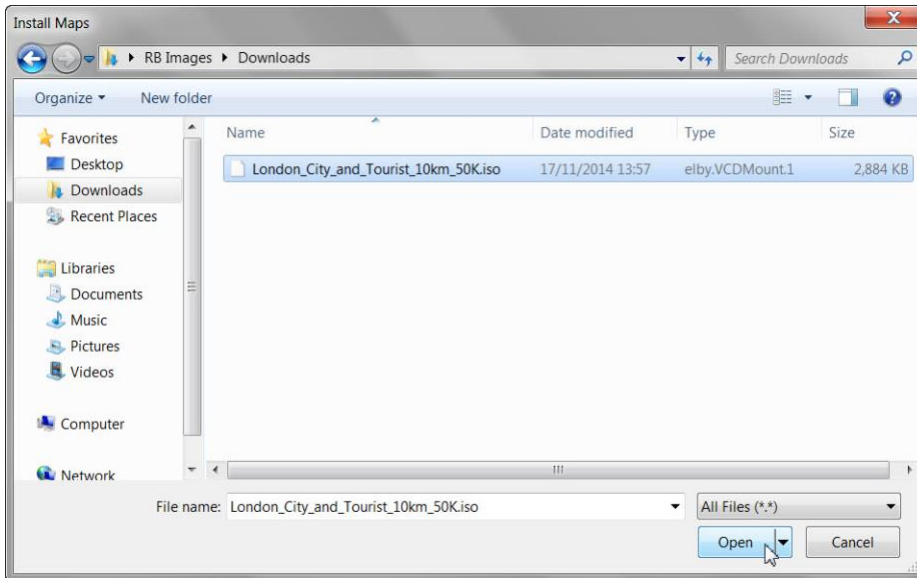 Install Maps
X
RB Images Downloads Search Downloads
Organize New folder
Name Date modified Type Size
London_City_and_Tourist_10km_50K.iso 17/11/2014 13:57 elby.VCDMount.1 2,884 KB
Favorites
Desktop
Downloads
Recent Places
Libraries
Documents
Music
Pictures
Videos
Computer
Network
File name: London_City_and_Tourist_10km_50K.iso All Files (*.*)
Open Cancel